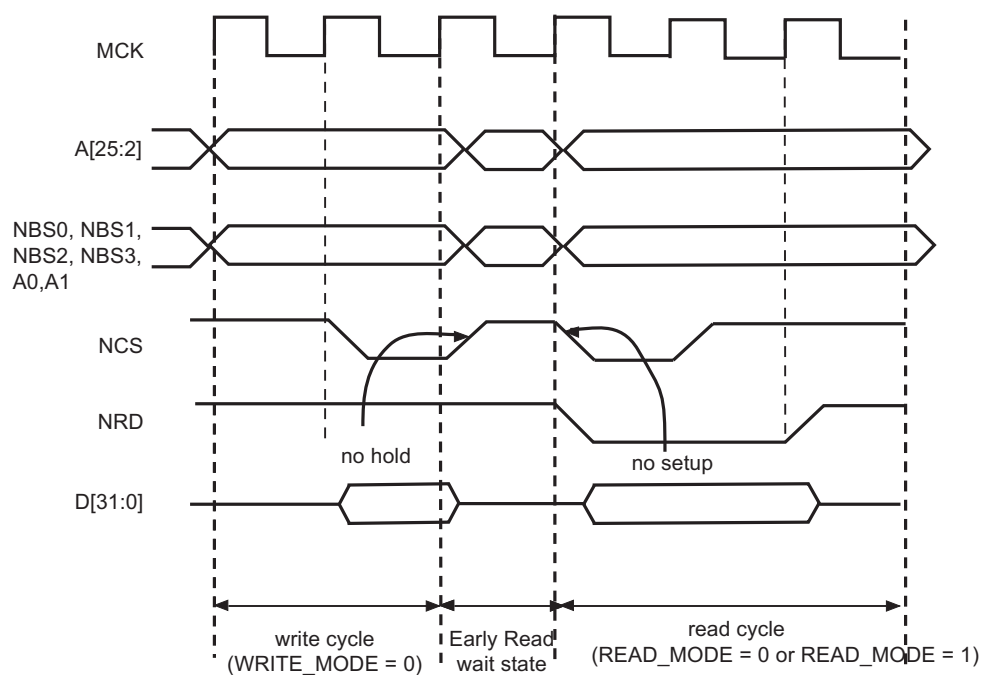 MCK
A[25:2]
NBS0, NBS1,
NBS2, NBS3,
A0,A1
NCS
NRD
no hold
no setup
D[31:0]
write cycle
(WRITE_MODE = 0)
Early Read
wait state
read cycle
(READ_MODE = 0 or READ_MODE = 1)